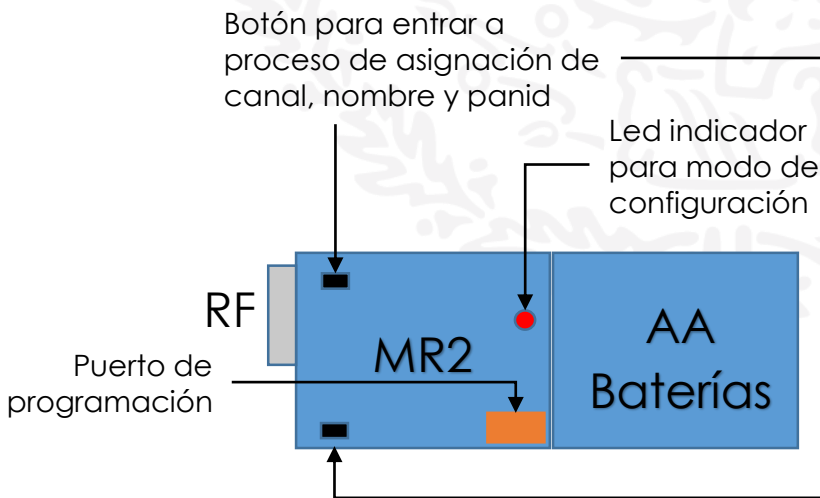 Botón para entrar a
proceso de asignación de
canal, nombre y panid
Led indicador
para modo de
configuración
RF
MR2
AA
Baterías
Puerto de
programación